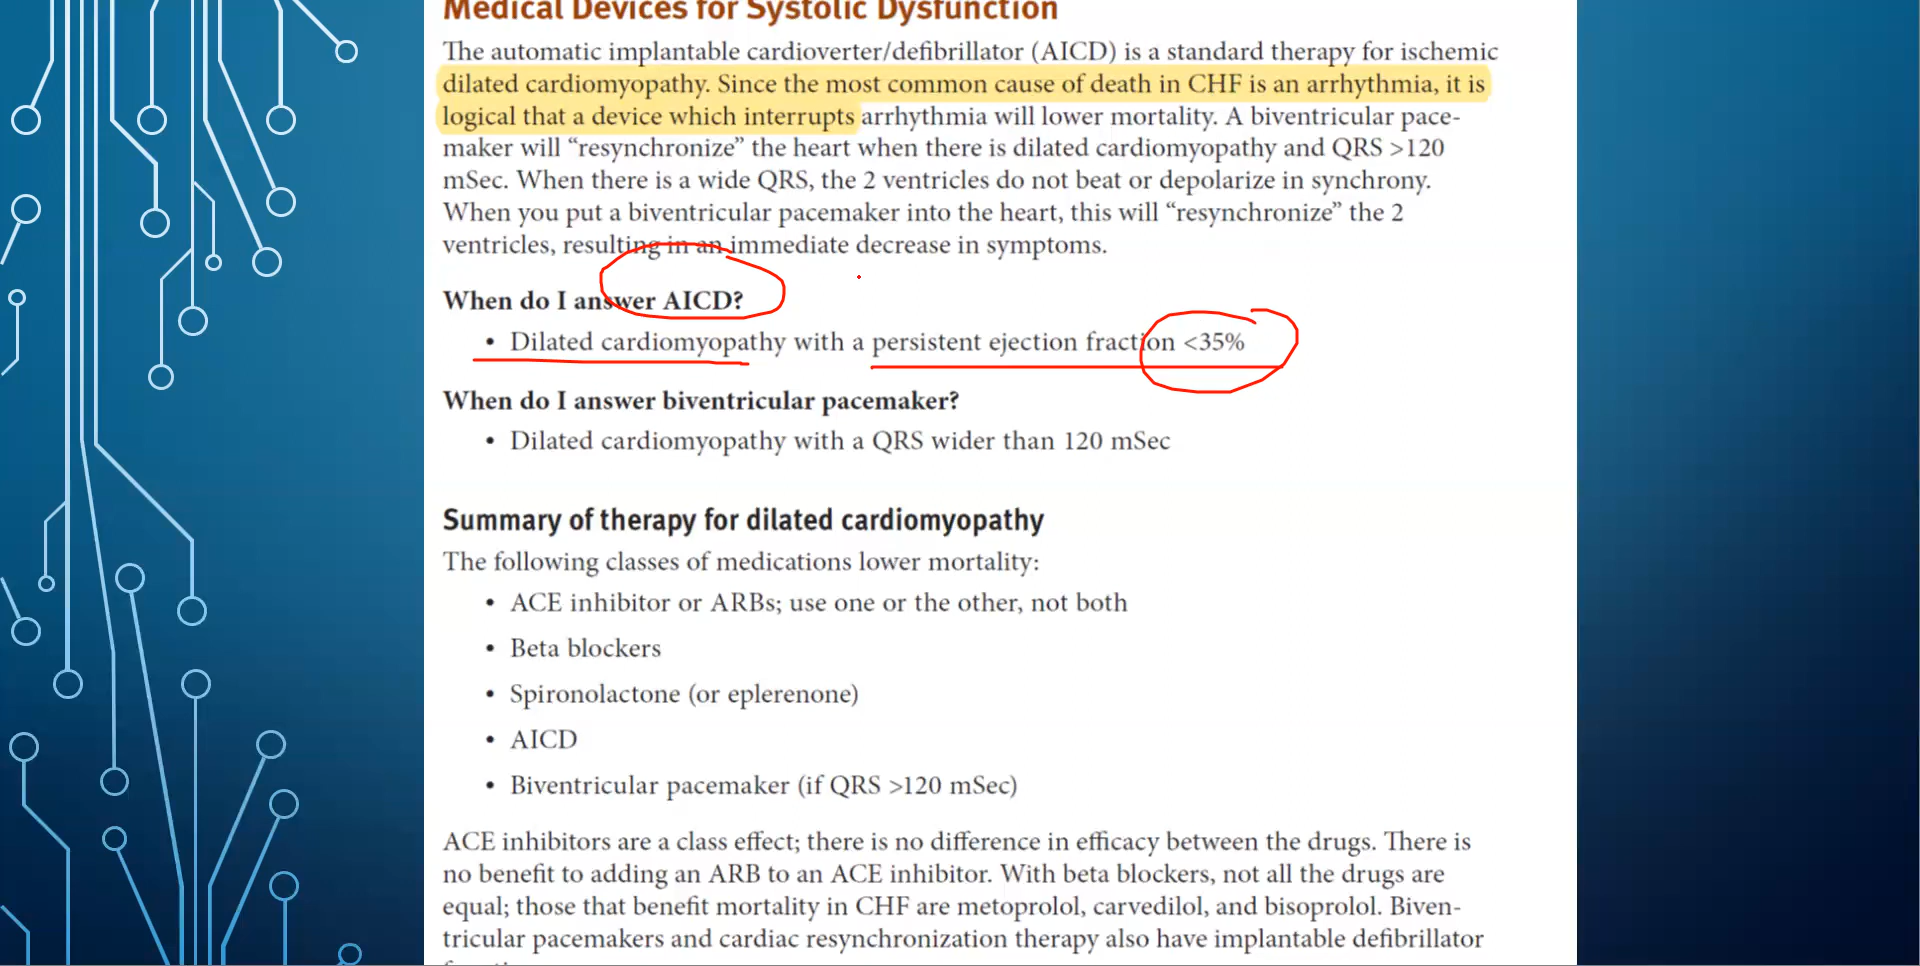 Medical Devices for Systolic Dysfunction
The automatic implantable cardioverter/defibrillator (AICD) is a standard therapy for ischemic
dilated cardiomyopathy. Since the most common cause of death in CHF is an arrhythmia, it is
logical that a device which interrupts arrhythmia will lower mortality. A biventricular pace-
maker will “resynchronize” the heart when there is dilated cardiomyopathy and QRS >120
mSec. When there is a wide QRS, the 2 ventricles do not beat or depolarize in synchrony.
When you put a biventricular pacemaker into the heart, this will “resynchronize” the 2
ventricles, resulting in an immediate decrease in symptoms.
When do I answer AICD?
• Dilated cardiomyopathy with a persistent ejection fraction <35%
When do I answer biventricular pacemaker?
• Dilated cardiomyopathy with a QRS wider than 120 mSec
Summary of therapy for dilated cardiomyopathy
The following classes of medications lower mortality:
• ACE inhibitor or ARBs; use one or the other, not both
• Beta blockers
• Spironolactone (or eplerenone)
• AICD
• Biventricular pacemaker (if QRS >120 mSec)
ACE inhibitors are a class effect; there is no difference in efficacy between the drugs. There is
no benefit to adding an ARB to an ACE inhibitor. With beta blockers, not all the drugs are
equal; those that benefit mortality in CHF are metoprolol, carvedilol, and bisoprolol. Biven-
tricular pacemakers and cardiac resynchronization therapy also have implantable defibrillator